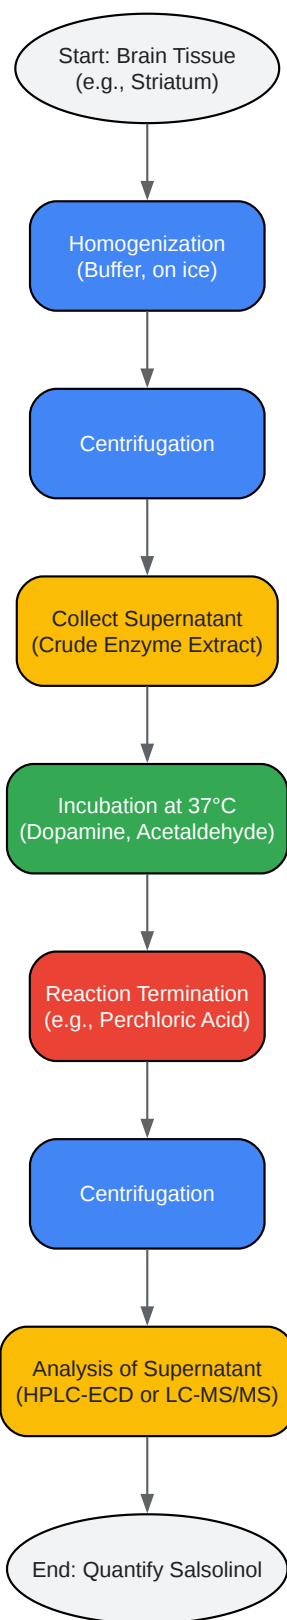 Start: Brain Tissue
(e.g., Striatum)
Homogenization
(Buffer, on ice)
Centrifugation
Collect Supernatant
(Crude Enzyme Extract)
Incubation at 37°C
(Dopamine, Acetaldehyde)
Reaction Termination
(e.g., Perchloric Acid)
Centrifugation
Analysis of Supernatant
(HPLC-ECD or LC-MS/MS)
End: Quantify Salsolinol